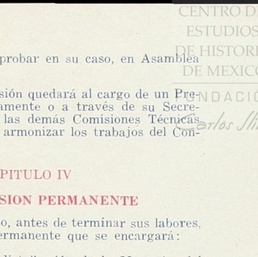 CENTRO D
ESTUDIOS
DE HISTORI
DE MEXICO
FUNDACIÓ
Carlos Sli
probar en su caso, en Asamblea
sión quedará al cargo de un Pre-
amente o a través de su Secre-
las demás Comisiones Técnicas
armonizar los trabajos del Con-
APITULO IV
SION PERMANENTE
o, antes de terminar sus labores,
ermanente que se encargará: